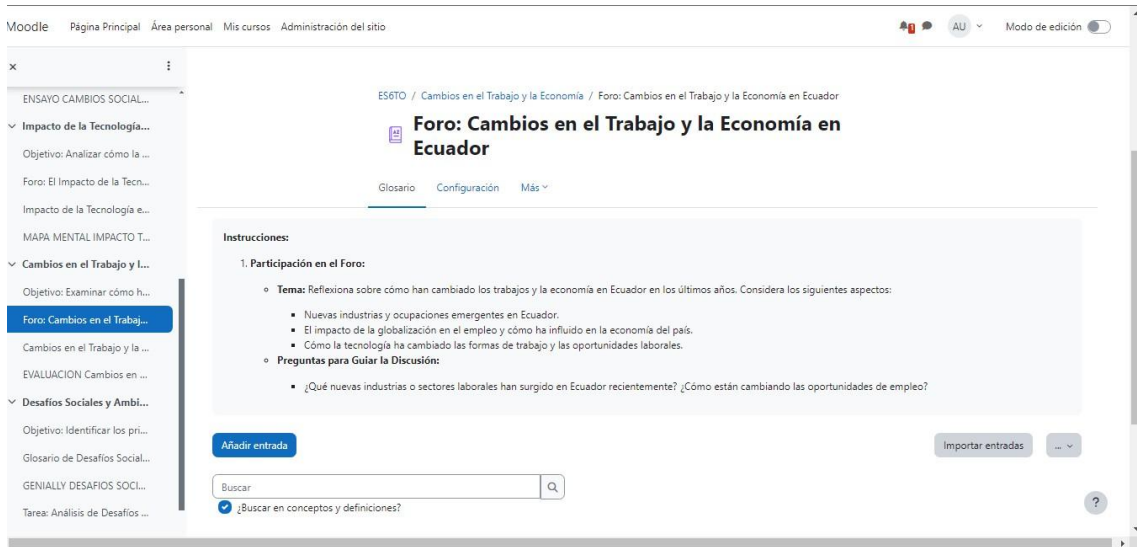 Moodle Página Principal Área personal Mis cursos Administración del sitio
AU Modo de edición
ENSAYO CAMBIOS SOCIAL...
Impacto de la Tecnología...
Objetivo: Analizar cómo la ...
Foro: El Impacto de la Tecn...
Impacto de la Tecnología e...
MAPA MENTAL IMPACTO T...
Cambios en el Trabajo y l...
Objetivo: Examinar cómo h...
Foro: Cambios en el Trabaj...
Cambios en el Trabajo y la ...
EVALUACION Cambios en ...
Desafíos Sociales y Ambi...
Objetivo: Identificar los pri...
Glosario de Desafíos Social...
GENIALLY DESAFIOS SOCI...
Tarea: Análisis de Desafíos ...
ES6TO / Cambios en el Trabajo y la Economía / Foro: Cambios en el Trabajo y la Economía en Ecuador
Foro: Cambios en el Trabajo y la Economía en
Ecuador
Glosario Configuración Más
Instrucciones:
1. Participación en el Foro:
Tema: Reflexiona sobre cómo han cambiado los trabajos y la economía en Ecuador en los últimos años. Considera los siguientes aspectos:
Nuevas industrias y ocupaciones emergentes en Ecuador.
El impacto de la globalización en el empleo y cómo ha influido en la economía del país.
Cómo la tecnología ha cambiado las formas de trabajo y las oportunidades laborales.
Preguntas para Guiar la Discusión:
¿Qué nuevas industrias o sectores laborales han surgido en Ecuador recientemente? ¿Cómo están cambiando las oportunidades de empleo?
Añadir entrada Importar entradas ...
Buscar
¿Buscar en conceptos y definiciones?
?